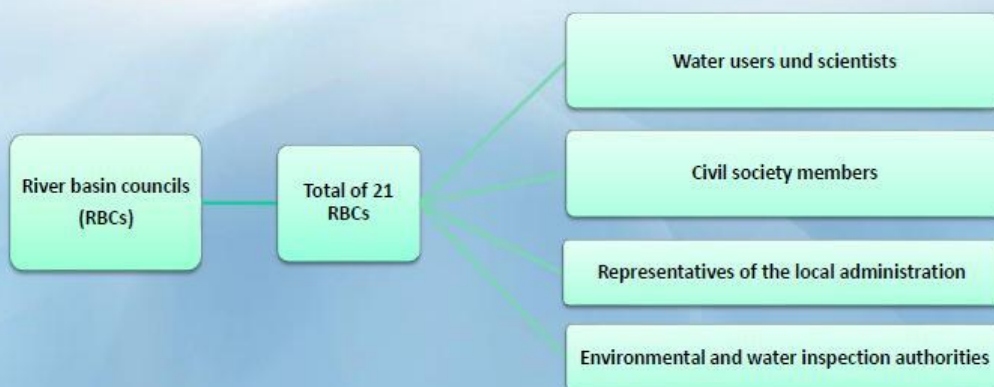 River basin councils
(RBCs)
Total of 21
RBCs
Water users und scientists
Civil society members
Representatives of the local administration
Environmental and water inspection authorities